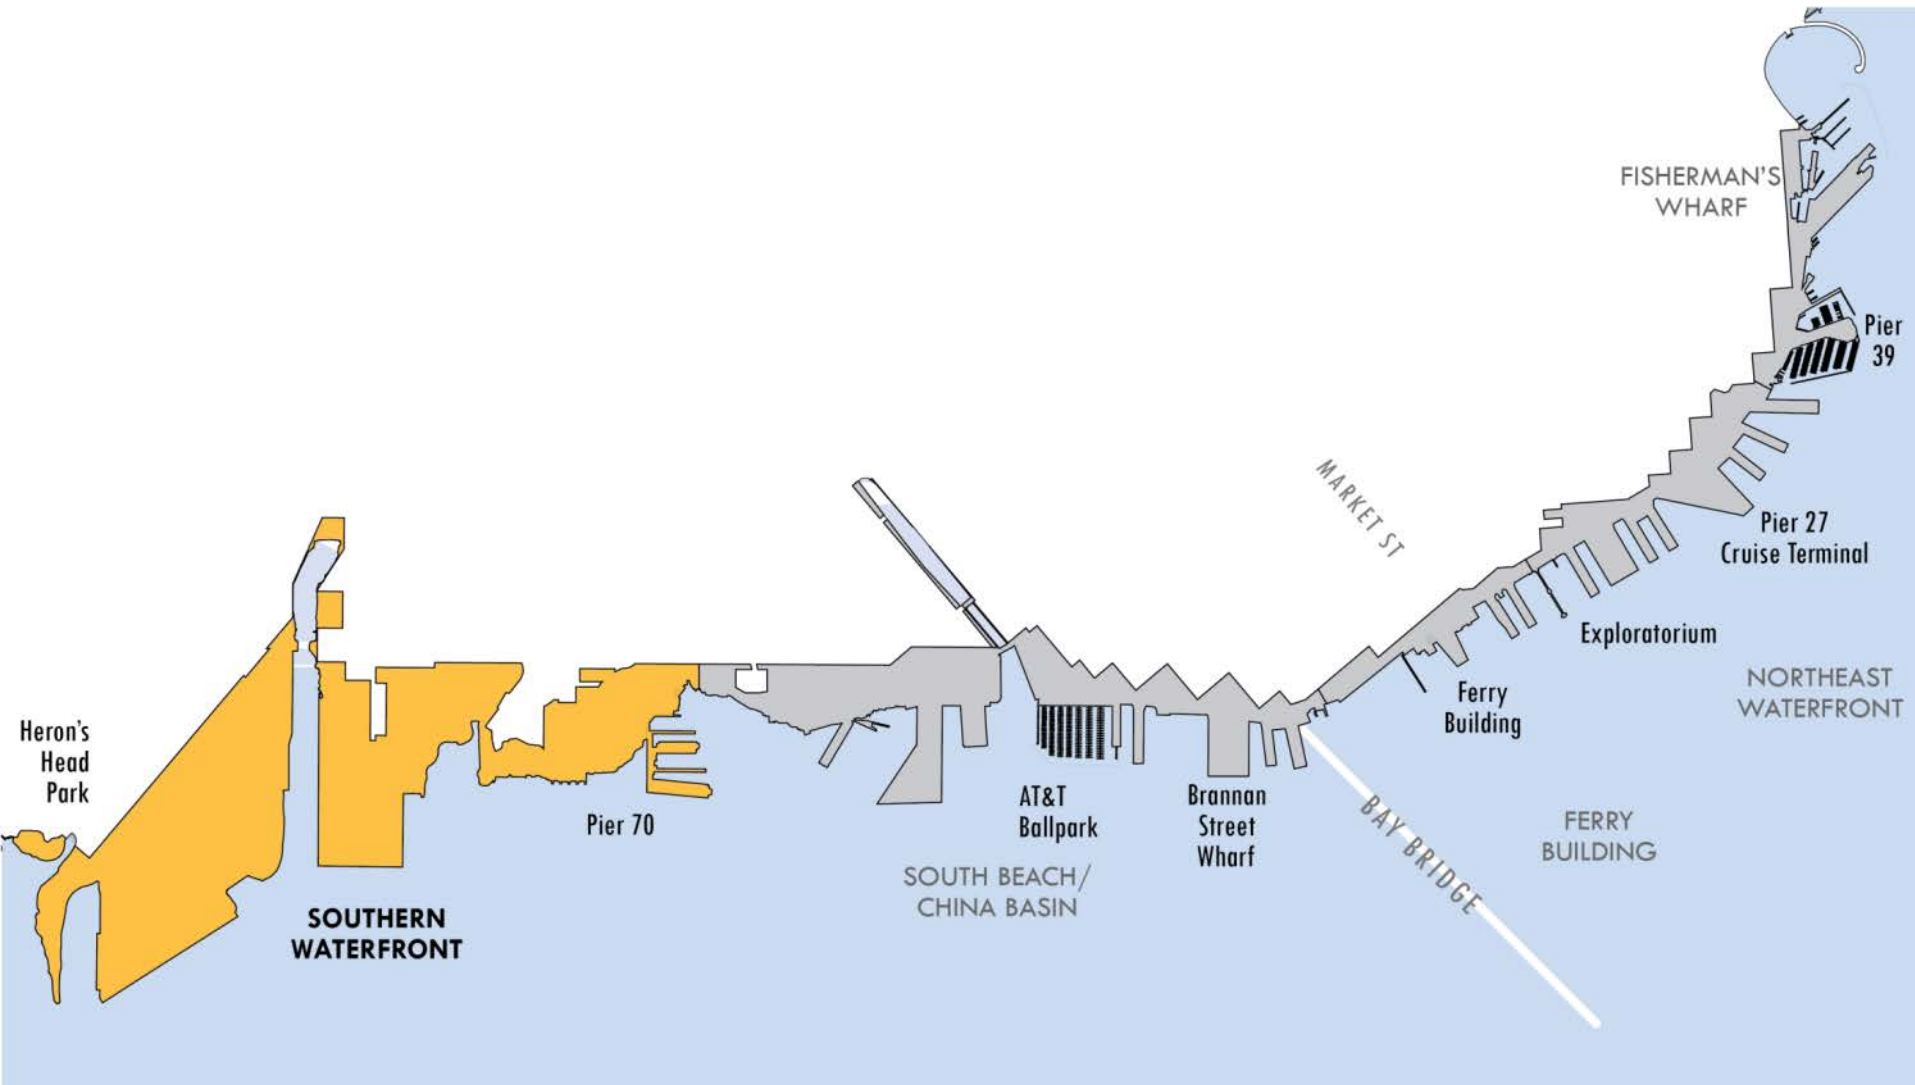 FISHERMAN'S
WHARF
Pier
39
MARKET ST
Pier 27
Cruise Terminal
Exploratorium
NORTHEAST
WATERFRONT
Ferry
Building
Heron's
Head
Park
Pier 70
AT&T
Ballpark
Brannan
Street
Wharf
BAY BRIDGE
FERRY
BUILDING
SOUTH BEACH/
CHINA BASIN
SOUTHERN
WATERFRONT